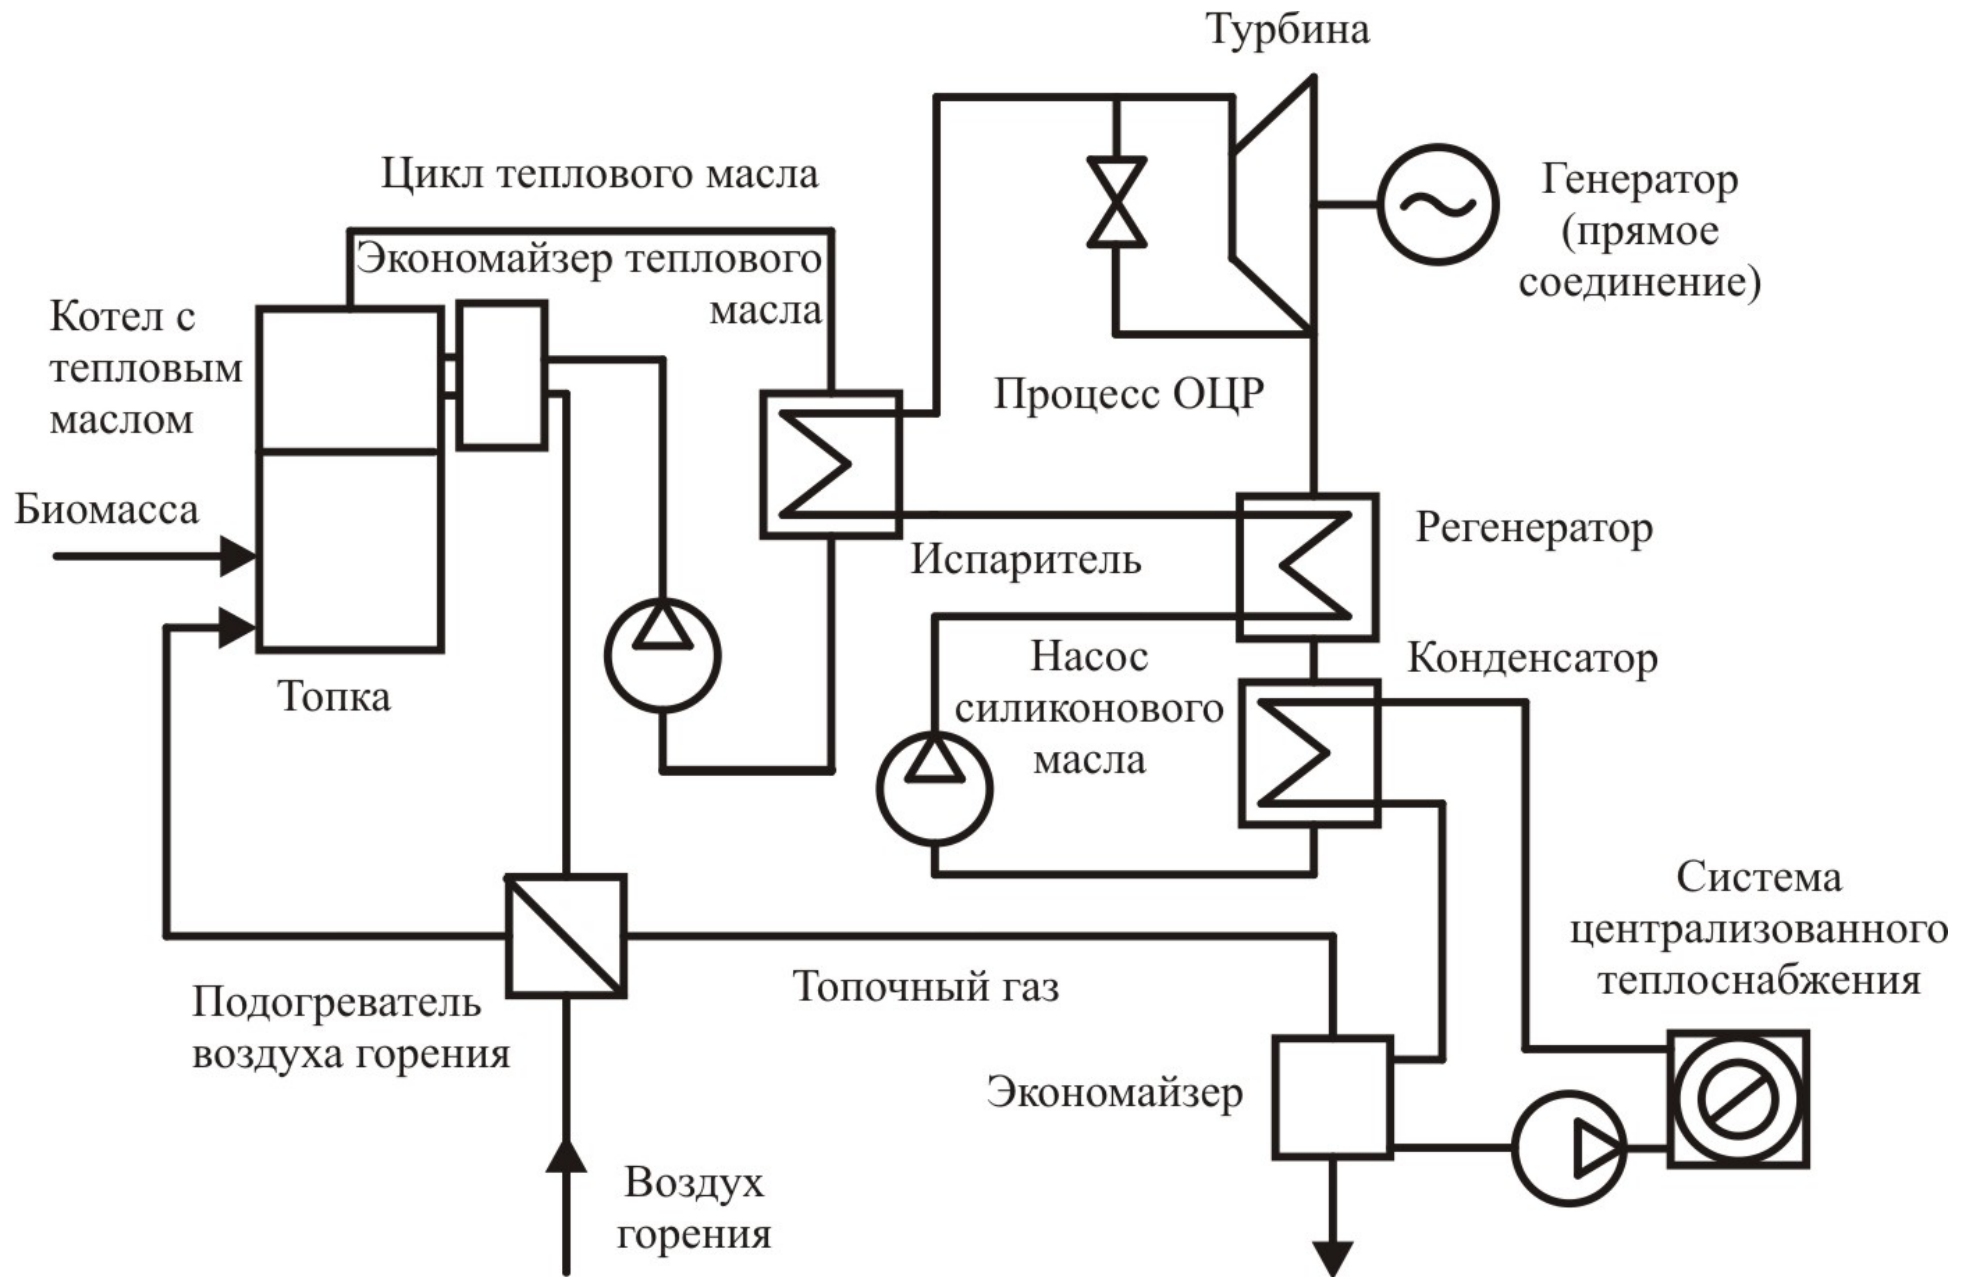 Турбина
Цикл теплового масла
Генератор
(прямое
соединение)
Экономайзер теплового
масла
Котел с
тепловым
маслом
Процесс ОЦР
Биомасса
Регенератор
Испаритель
Насос
силиконового
масла
Конденсатор
Топка
Система
централизованного
теплоснабжения
Топочный газ
Подогреватель
воздуха горения
Экономайзер
Воздух
горения